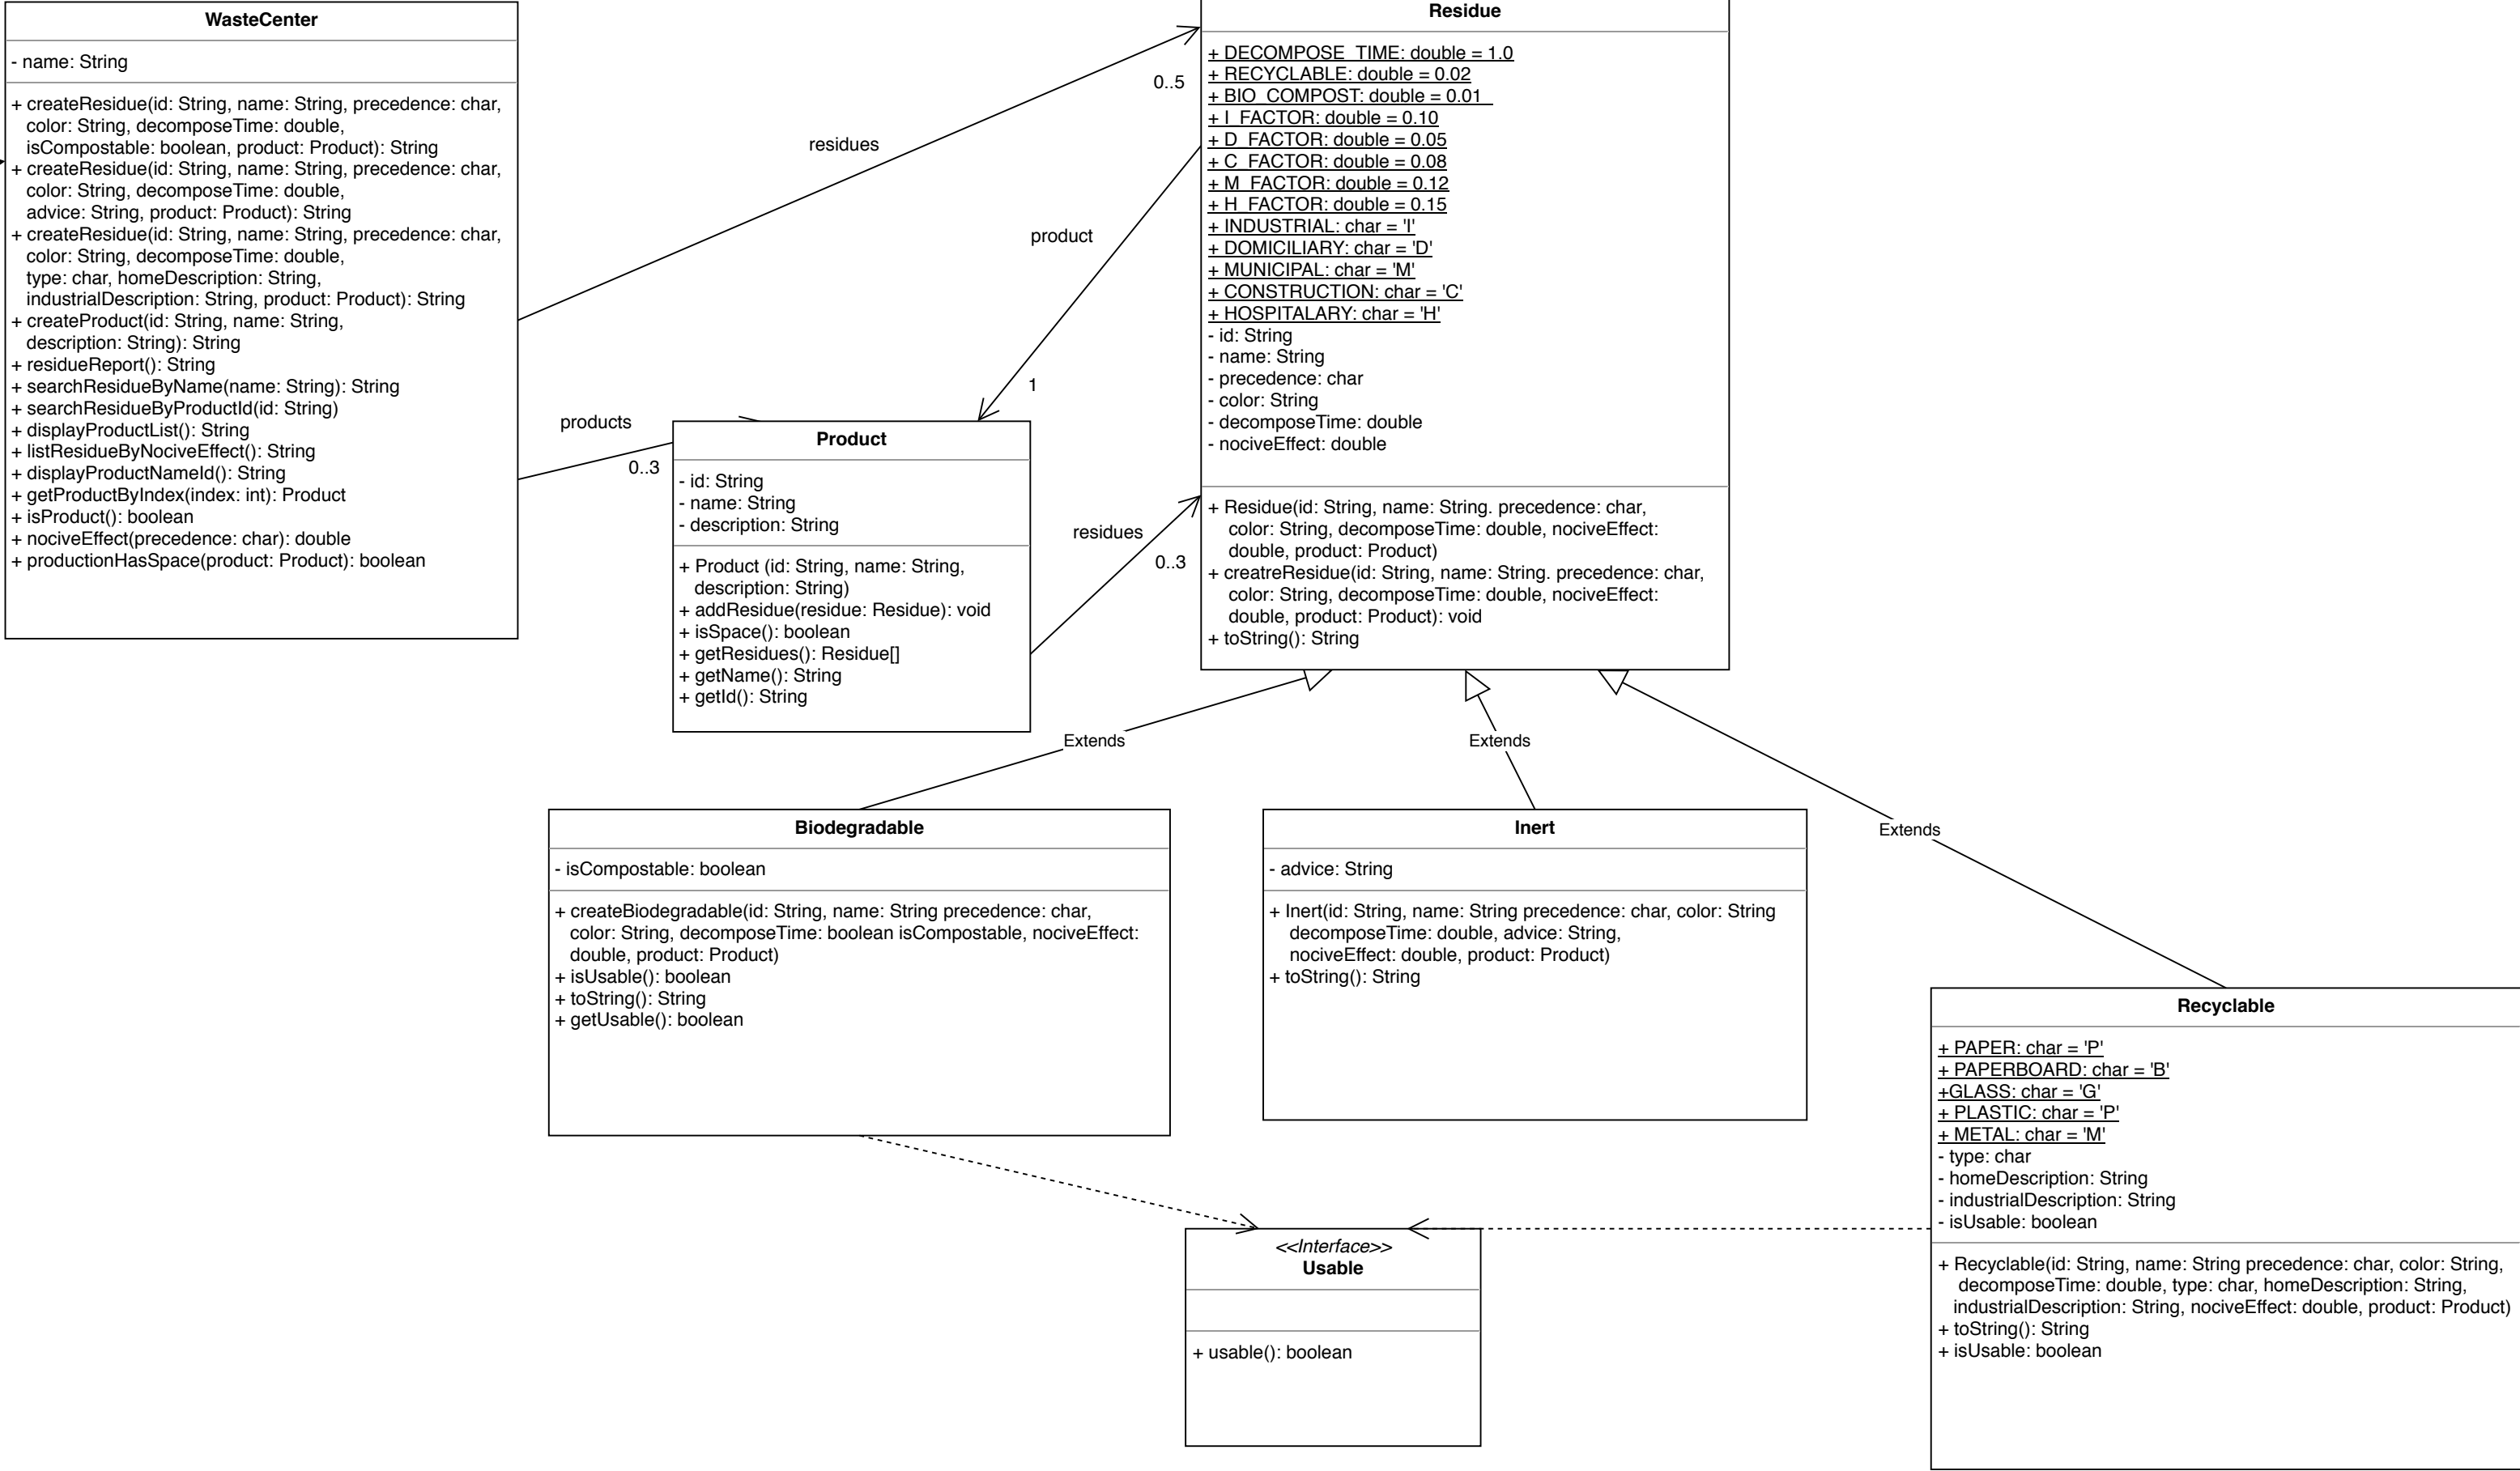 WasteCenter
- name: String
+ createResidue(id: String, name: String, precedence: char,
color: String, decomposeTime: double,
isCompostable: boolean, product: Product): String
+ createResidue(id: String, name: String, precedence: char,
color: String, decomposeTime: double,
advice: String, product: Product): String
+ createResidue(id: String, name: String, precedence: char,
color: String, decomposeTime: double,
type: char, homeDescription: String,
industrialDescription: String, product: Product): String
+ createProduct(id: String, name: String,
description: String): String
+ residueReport(): String
+ searchResidueByName(name: String): String
+ searchResidueByProductId(id: String)
+ displayProductList(): String
+ listResidueByNociveEffect(): String
+ displayProductNameId(): String
+ getProductByIndex(index: int): Product
+ isProduct(): boolean
+ nociveEffect(precedence: char): double
+ productionHasSpace(product: Product): boolean
residues
0..5
product
1
products
0..3
Product
- id: String
- name: String
- description: String
+ Product (id: String, name: String,
description: String)
+ addResidue(residue: Residue): void
+ isSpace(): boolean
+ getResidues(): Residue[]
+ getName(): String
+ getId(): String
residues
0..3
Residue
+ DECOMPOSE_TIME: double = 1.0
+ RECYCLABLE: double = 0.02
+ BIO_COMPOST: double = 0.01
+ I_FACTOR: double = 0.10
+ D_FACTOR: double = 0.05
+ C_FACTOR: double = 0.08
+ M_FACTOR: double = 0.12
+ H_FACTOR: double = 0.15
+ INDUSTRIAL: char = 'I'
+ DOMICILIARY: char = 'D'
+ MUNICIPAL: char = 'M'
+ CONSTRUCTION: char = 'C'
+ HOSPITALARY: char = 'H'
- id: String
- name: String
- precedence: char
- color: String
- decomposeTime: double
- nociveEffect: double
+ Residue(id: String, name: String. precedence: char,
color: String, decomposeTime: double, nociveEffect:
double, product: Product)
+ creatreResidue(id: String, name: String. precedence: char,
color: String, decomposeTime: double, nociveEffect:
double, product: Product): void
+ toString(): String
Extends
Extends
Extends
Biodegradable
- isCompostable: boolean
+ createBiodegradable(id: String, name: String precedence: char,
color: String, decomposeTime: boolean isCompostable, nociveEffect:
double, product: Product)
+ isUsable(): boolean
+ toString(): String
+ getUsable(): boolean
Inert
- advice: String
+ Inert(id: String, name: String precedence: char, color: String
decomposeTime: double, advice: String,
nociveEffect: double, product: Product)
+ toString(): String
Recyclable
+ PAPER: char = 'P'
+ PAPERBOARD: char = 'B'
+GLASS: char = 'G'
+ PLASTIC: char = 'P'
+ METAL: char = 'M'
- type: char
- homeDescription: String
- industrialDescription: String
- isUsable: boolean
+ Recyclable(id: String, name: String precedence: char, color: String,
decomposeTime: double, type: char, homeDescription: String,
industrialDescription: String, nociveEffect: double, product: Product)
+ toString(): String
+ isUsable: boolean
<<Interface>>
Usable
+ usable(): boolean